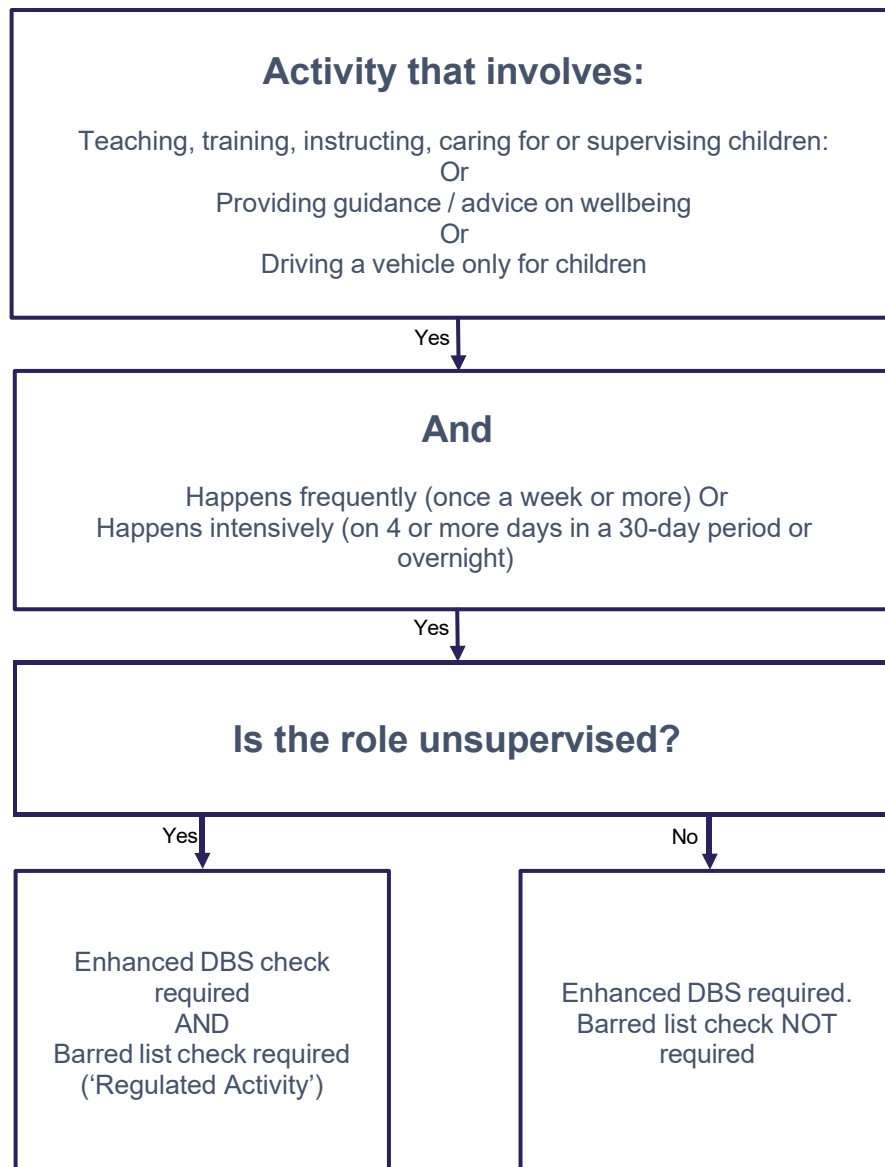 Activity that involves:
Teaching, training, instructing, caring for or supervising children:
Or
Providing guidance / advice on wellbeing
Or
Driving a vehicle only for children
Yes
And
Happens frequently (once a week or more) Or
Happens intensively (on 4 or more days in a 30-day period or
overnight)
Yes
Is the role unsupervised?
Yes
No
Enhanced DBS check
required
AND
Barred list check required
(‘Regulated Activity’)
Enhanced DBS required.
Barred list check NOT
required